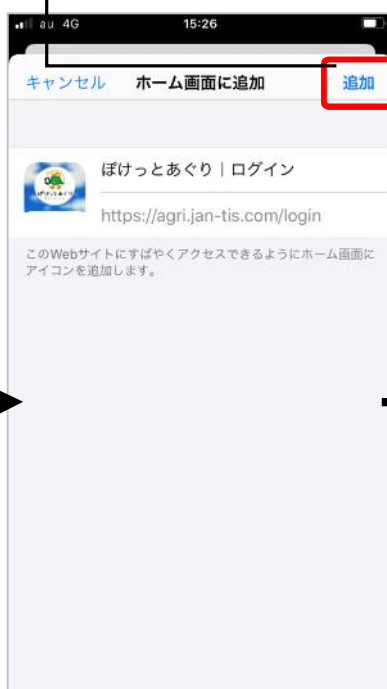 au 4G 15:26
キャンセル ホーム画面に追加 追加
ぽけっとあぐり | ログイン
https://agri.jan-tis.com/login
このWebサイトにすばやくアクセスできるようにホーム画面に
アイコンを追加します。